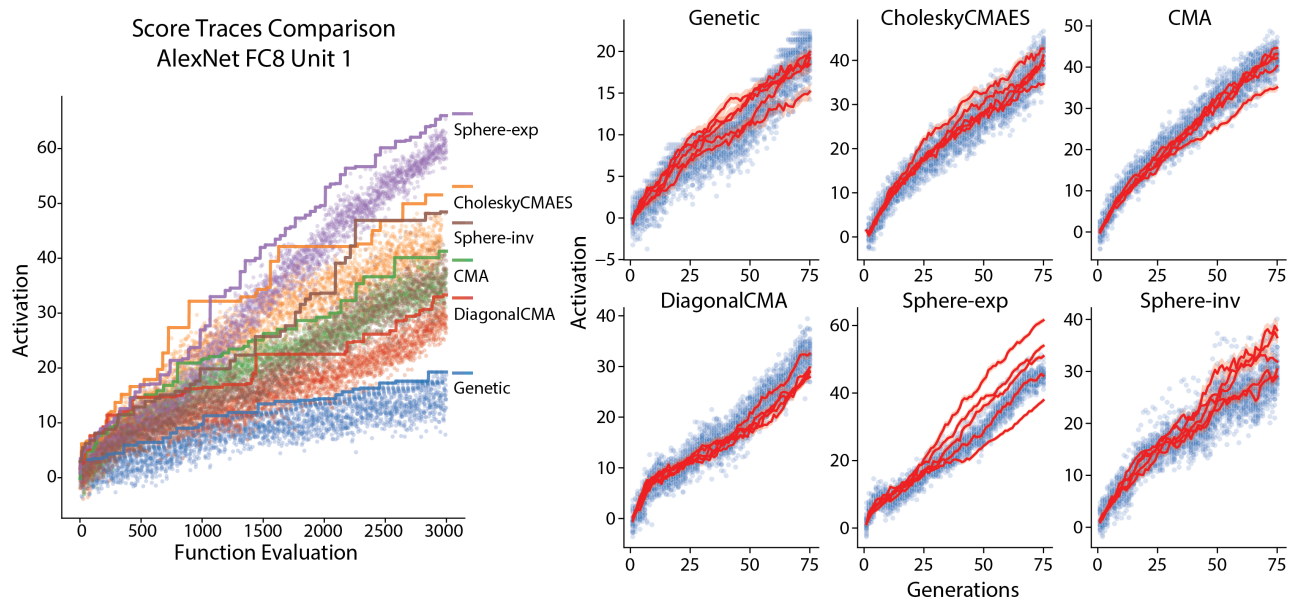 Score Traces Comparison
AlexNet FC8 Unit 1
Activation
60
50
40
30
20
10
0
0 500 1000 1500 2000 2500 3000
Function Evaluation
Sphere-exp
CholeskyCMAES
Sphere-inv
CMA
DiagonalCMA
Genetic
Activation
Genetic
20
15
10
5
0
−5
0 25 50 75
CholeskyCMAES
40
30
20
10
0
0 25 50 75
CMA
50
40
30
20
10
0
0 25 50 75
DiagonalCMA
40
30
20
10
0
0 25 50 75
Sphere-exp
60
40
20
0
0 25 50 75
Sphere-inv
40
30
20
10
0
0 25 50 75
Generations